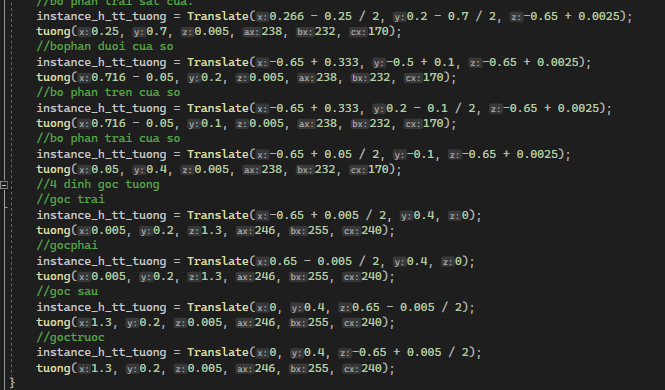 //bo phan trai sat cua.
instance_h_tt_tuong = Translate(x:0.266 - 0.25 / 2, y:0.2 - 0.7 / 2, z:-0.65 + 0.0025);
tuong(x:0.25, y:0.7, z:0.005, ax:238, bx:232, cx:170);
//bophan duoi cua so
instance_h_tt_tuong = Translate(x:-0.65 + 0.333, y:-0.5 + 0.1, z:-0.65 + 0.0025);
tuong(x:0.716 - 0.05, y:0.2, z:0.005, ax:238, bx:232, cx:170);
//bo phan tren cua so
instance_h_tt_tuong = Translate(x:-0.65 + 0.333, y:0.2 - 0.1 / 2, z:-0.65 + 0.0025);
tuong(x:0.716 - 0.05, y:0.1, z:0.005, ax:238, bx:232, cx:170);
//bo phan trai cua so
instance_h_tt_tuong = Translate(x:-0.65 + 0.05 / 2, y:-0.1, z:-0.65 + 0.0025);
tuong(x:0.05, y:0.4, z:0.005, ax:238, bx:232, cx:170);
//4 dinh goc tuong
//goc trai
instance_h_tt_tuong = Translate(x:-0.65 + 0.005 / 2, y:0.4, z:0);
tuong(x:0.005, y:0.2, z:1.3, ax:246, bx:255, cx:240);
//gocphai
instance_h_tt_tuong = Translate(x:0.65 - 0.005 / 2, y:0.4, z:0);
tuong(x:0.005, y:0.2, z:1.3, ax:246, bx:255, cx:240);
//goc sau
instance_h_tt_tuong = Translate(x:0, y:0.4, z:0.65 - 0.005 / 2);
tuong(x:1.3, y:0.2, z:0.005, ax:246, bx:255, cx:240);
//goctruoc
instance_h_tt_tuong = Translate(x:0, y:0.4, z:-0.65 + 0.005 / 2);
tuong(x:1.3, y:0.2, z:0.005, ax:246, bx:255, cx:240);
}